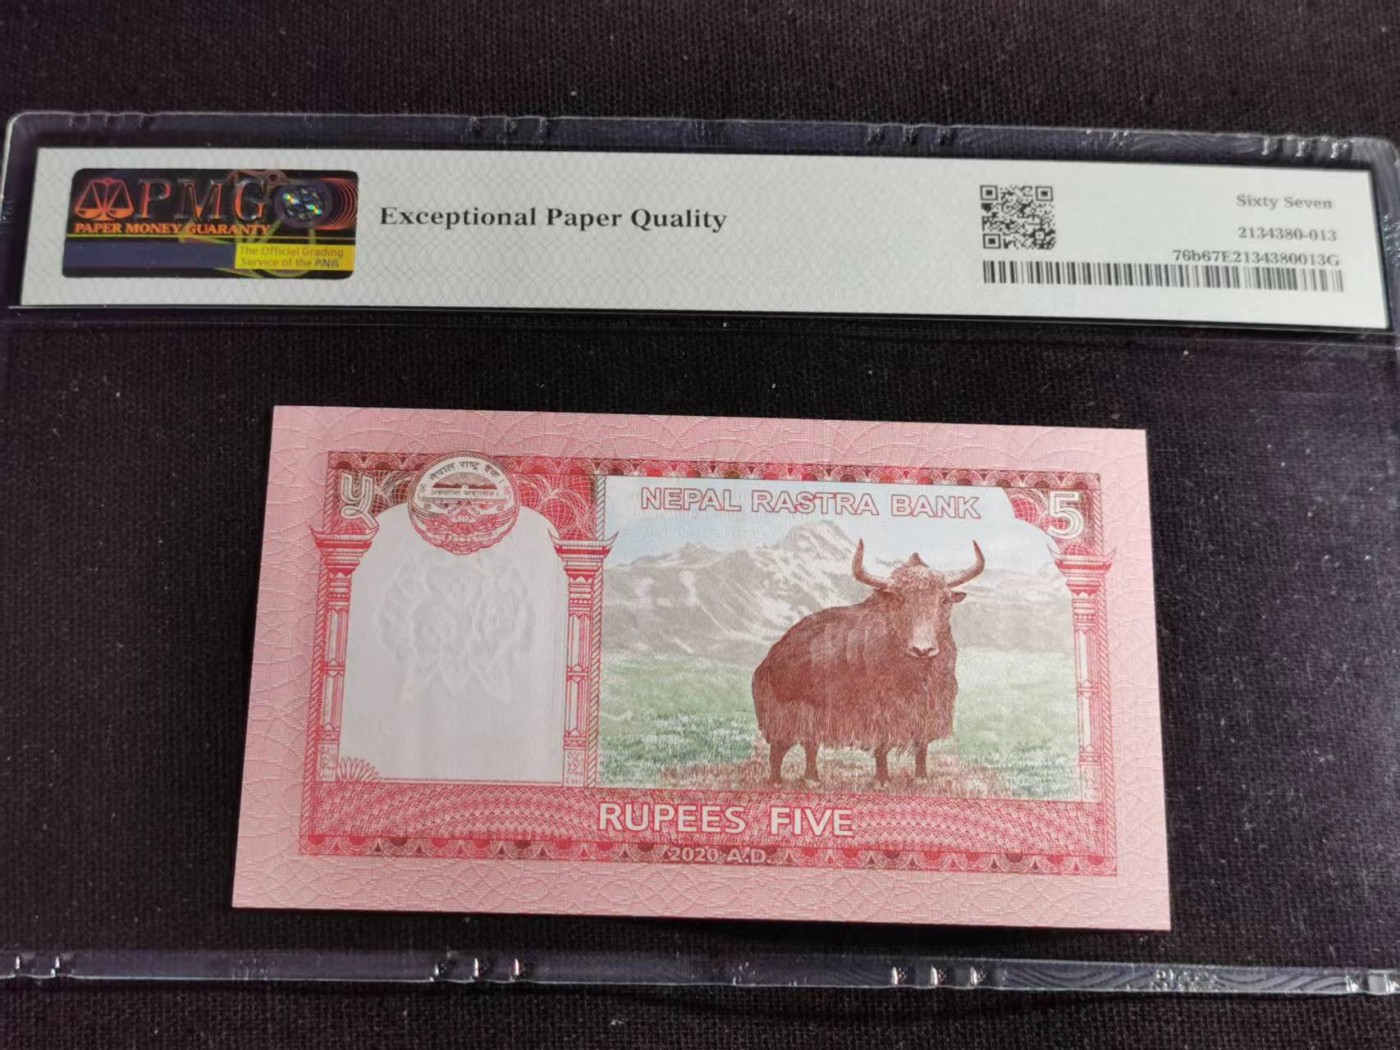 PMG
PAPER MONEY GUARANTY
The Official Grading
Service of the PNG
Exceptional Paper Quality
Sixty Seven
2134380-013
76b67E2134380013G
५
नेपाल राष्ट्र बैंक
NEPAL RASTRA BANK
5
RUPEES FIVE
2020 A.D.